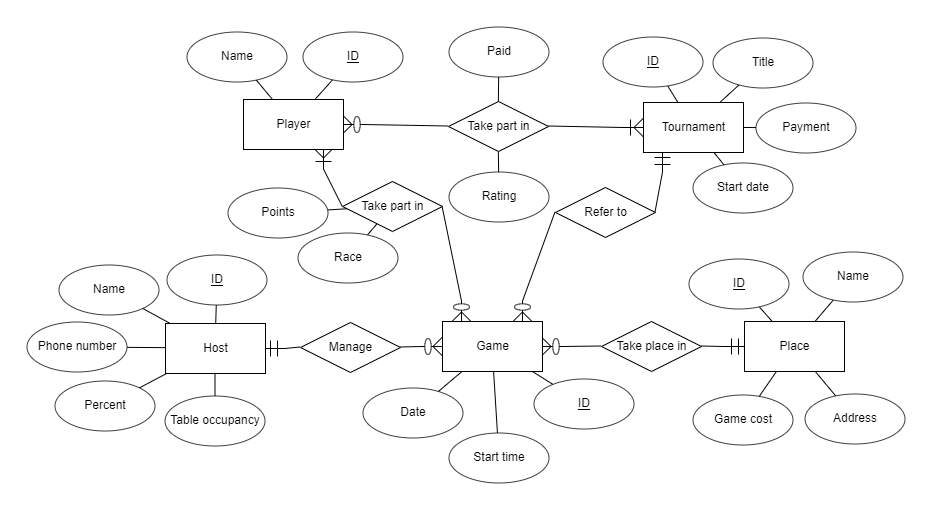 Name
ID
Paid
ID
Title
Player
Take part in
Tournament
Payment
Rating
Start date
Points
Take part in
Refer to
Race
Name
ID
ID
Name
Phone number
Host
Manage
Game
Take place in
Place
Percent
Table occupancy
Date
ID
Game cost
Address
Start time